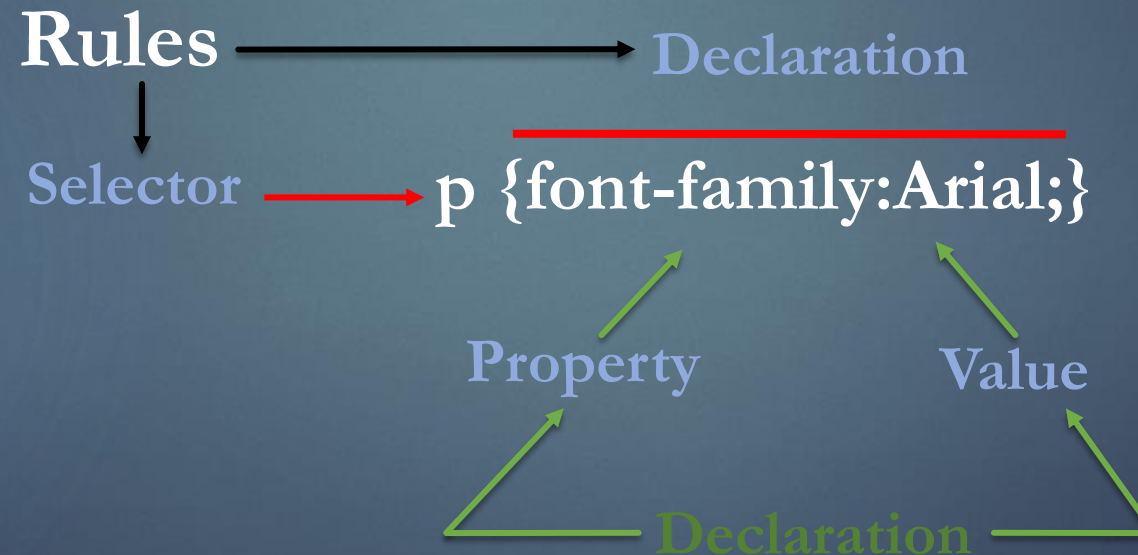 Rules
Declaration
Selector
p {font-family:Arial;}
Property
Value
Declaration